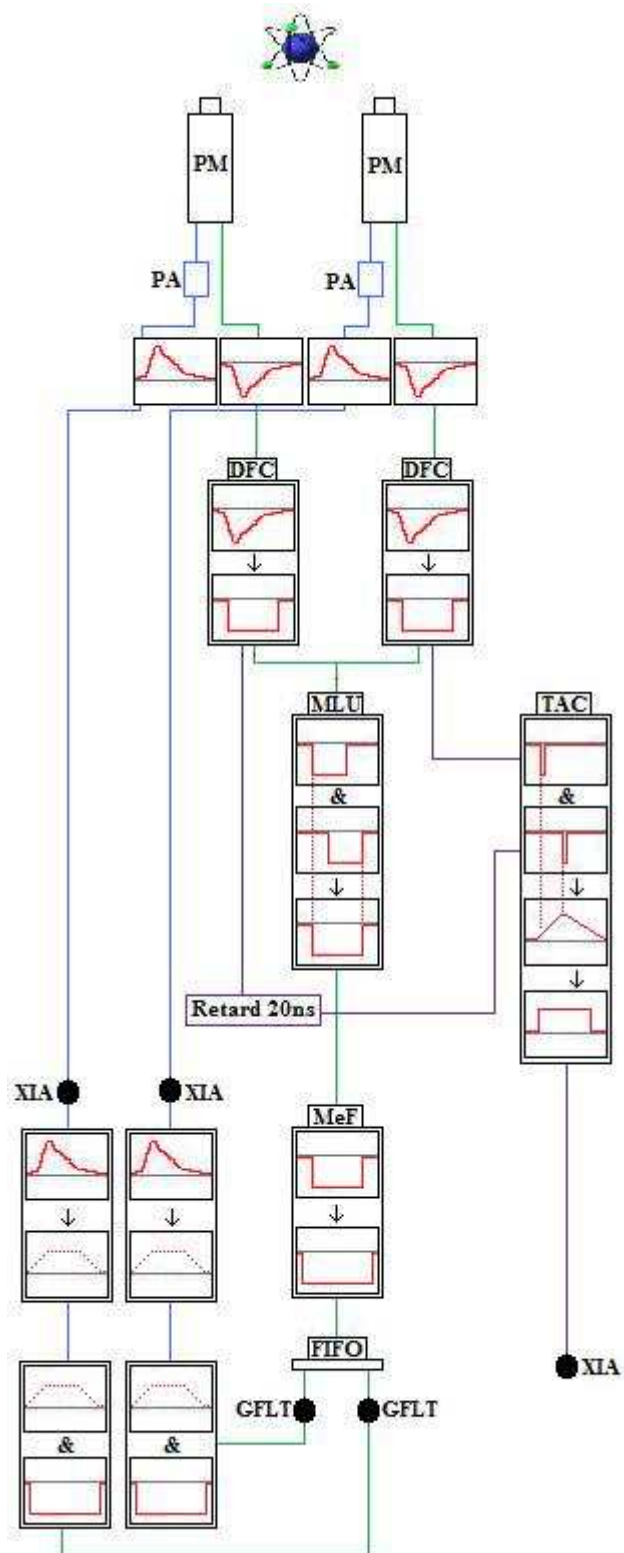 PM PM
PA PA
DFC DFC
MLU TAC
& &
Retard 20ns
XIA XIA
MeF
FIFO
XIA
GFLT GFLT
& &